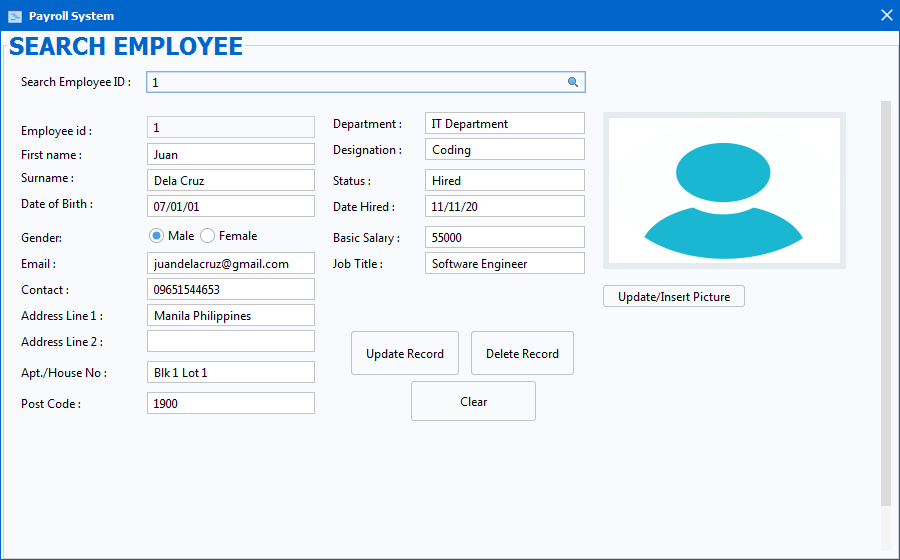 Payroll System
SEARCH EMPLOYEE
Search Employee ID : 1
Employee id : 1
First name : Juan
Surname : Dela Cruz
Date of Birth : 07/01/01
Gender: Male Female
Email : juandelacruz@gmail.com
Contact : 09651544653
Address Line 1 : Manila Philippines
Address Line 2 :
Apt./House No : Blk 1 Lot 1
Post Code : 1900
Department : IT Department
Designation : Coding
Status : Hired
Date Hired : 11/11/20
Basic Salary : 55000
Job Title : Software Engineer
Update Record Delete Record
Clear
Update/Insert Picture